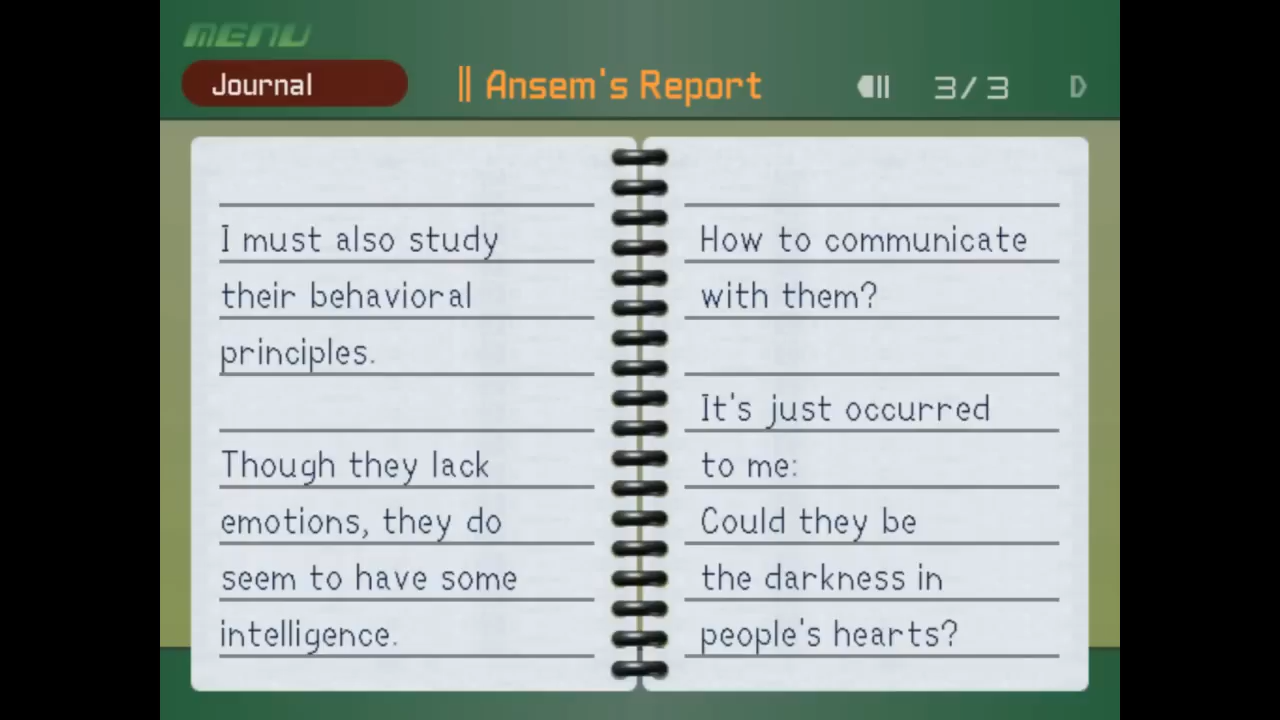 MENU
Journal
Ansem's Report
3/3
I must also study
their behavioral
principles.
Though they lack
emotions, they do
seem to have some
intelligence.
How to communicate
with them?
It's just occurred
to me:
Could they be
the darkness in
people's hearts?